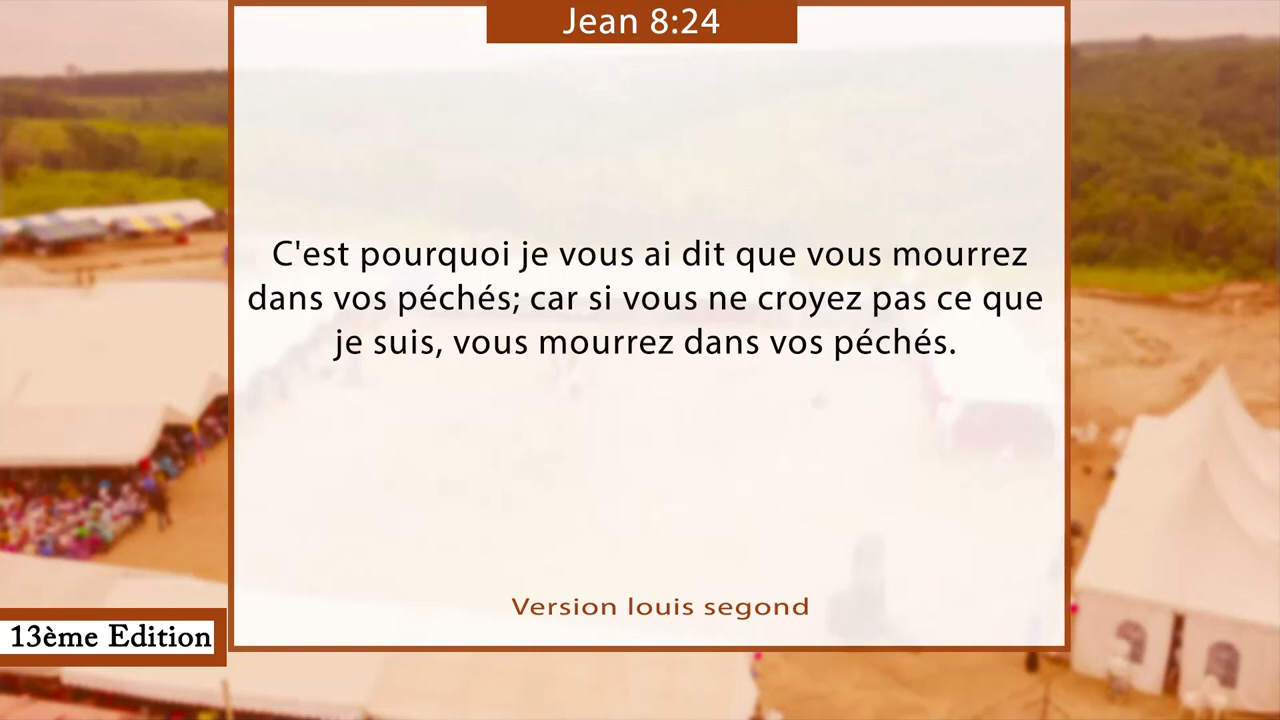 Jean 8:24
C'est pourquoi je vous ai dit que vous mourrez
dans vos péchés; car si vous ne croyez pas ce que
je suis, vous mourrez dans vos péchés.
Version louis segond
13ème Edition